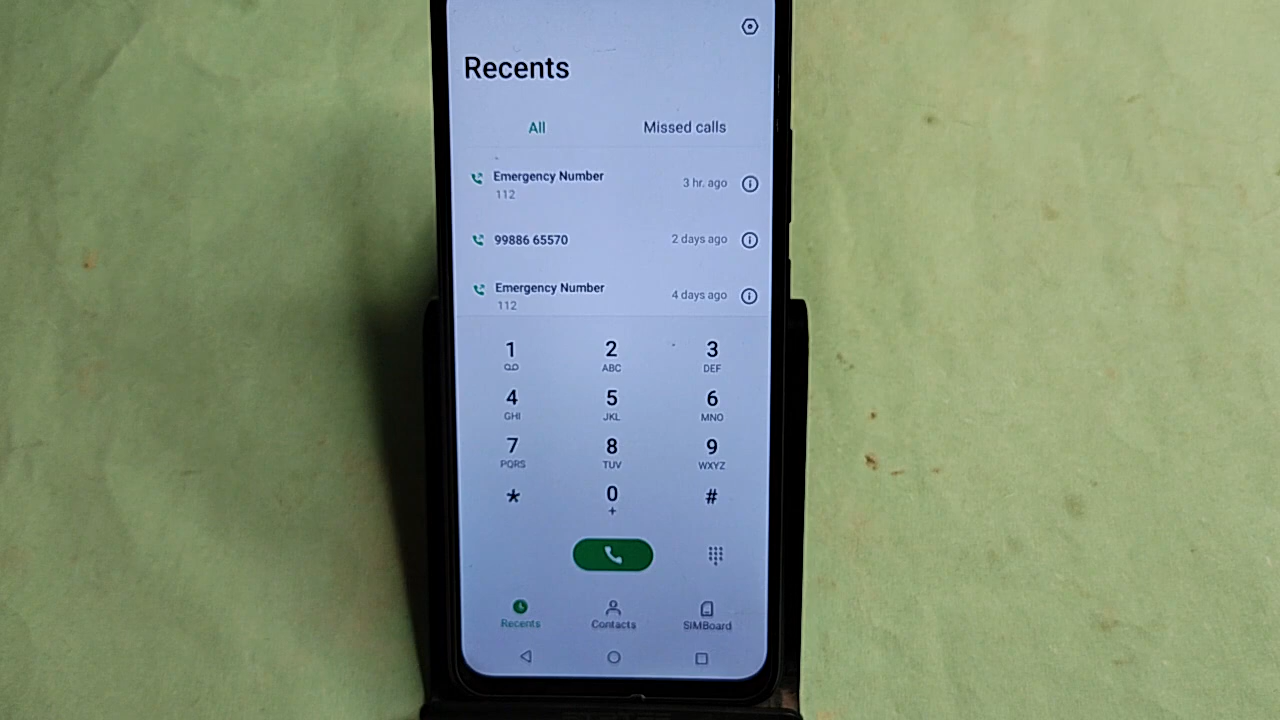 Recents
All Missed calls
Emergency Number
112
3 hr. ago
99886 65570
2 days ago
Emergency Number
112
4 days ago
1 2 3
ABC DEF
4 5 6
GHI JKL MNO
7 8 9
PQRS TUV WXYZ
* 0 #
+
Recents Contacts SIMBoard